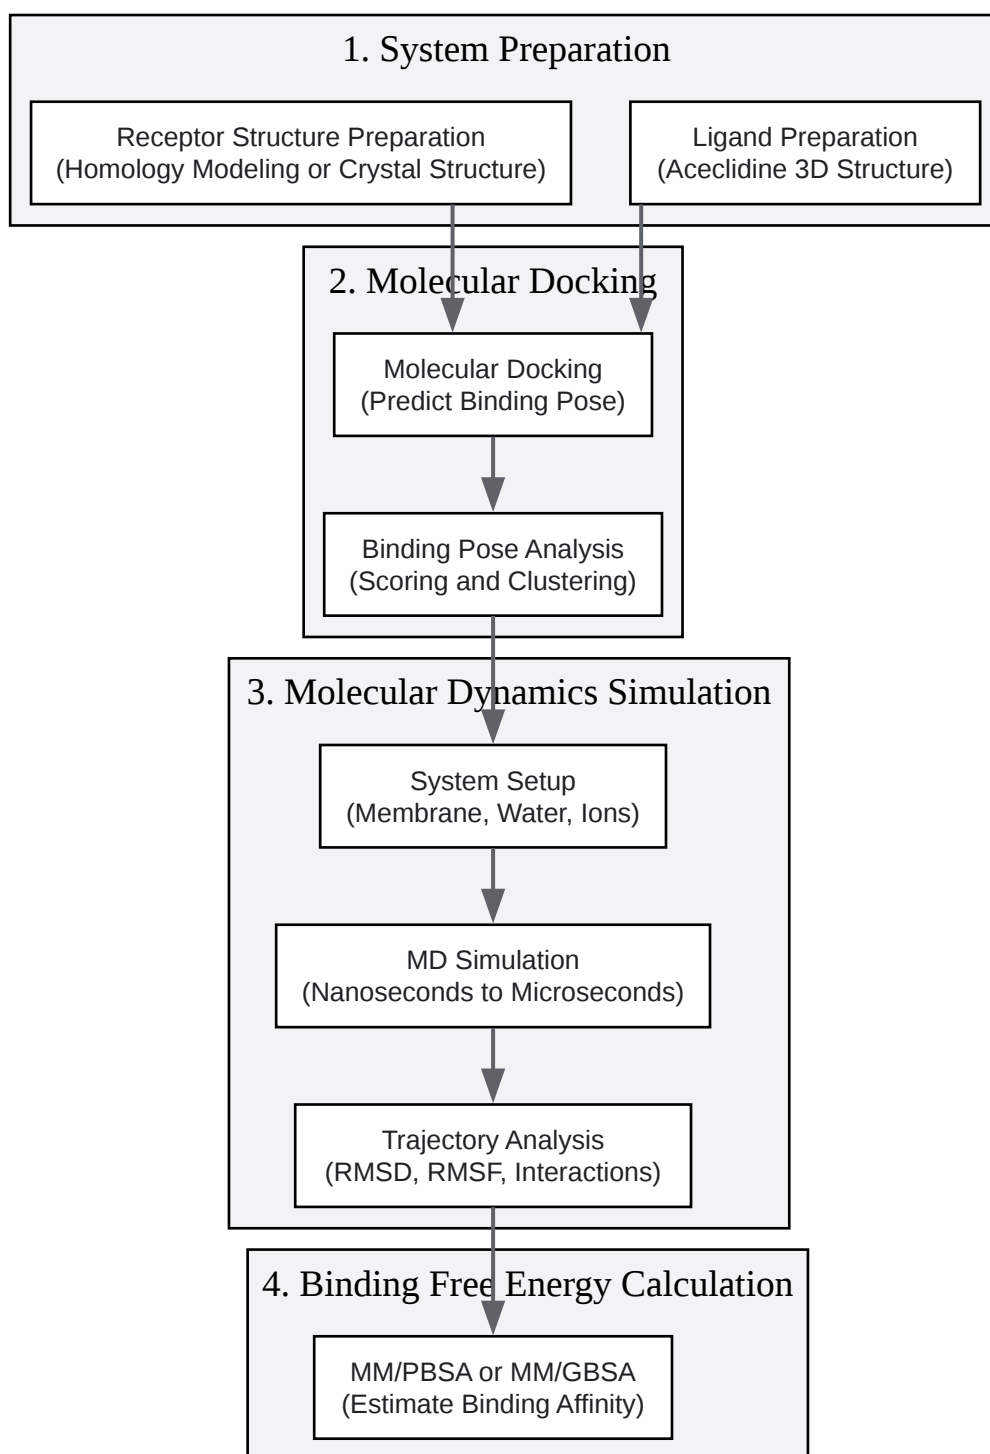 1. System Preparation
Receptor Structure Preparation
(Homology Modeling or Crystal Structure)
Ligand Preparation
(Aceclidine 3D Structure)
2. Molecular Docking
Molecular Docking
(Predict Binding Pose)
Binding Pose Analysis
(Scoring and Clustering)
3. Molecular Dynamics Simulation
System Setup
(Membrane, Water, Ions)
MD Simulation
(Nanoseconds to Microseconds)
Trajectory Analysis
(RMSD, RMSF, Interactions)
4. Binding Free Energy Calculation
MM/PBSA or MM/GBSA
(Estimate Binding Affinity)